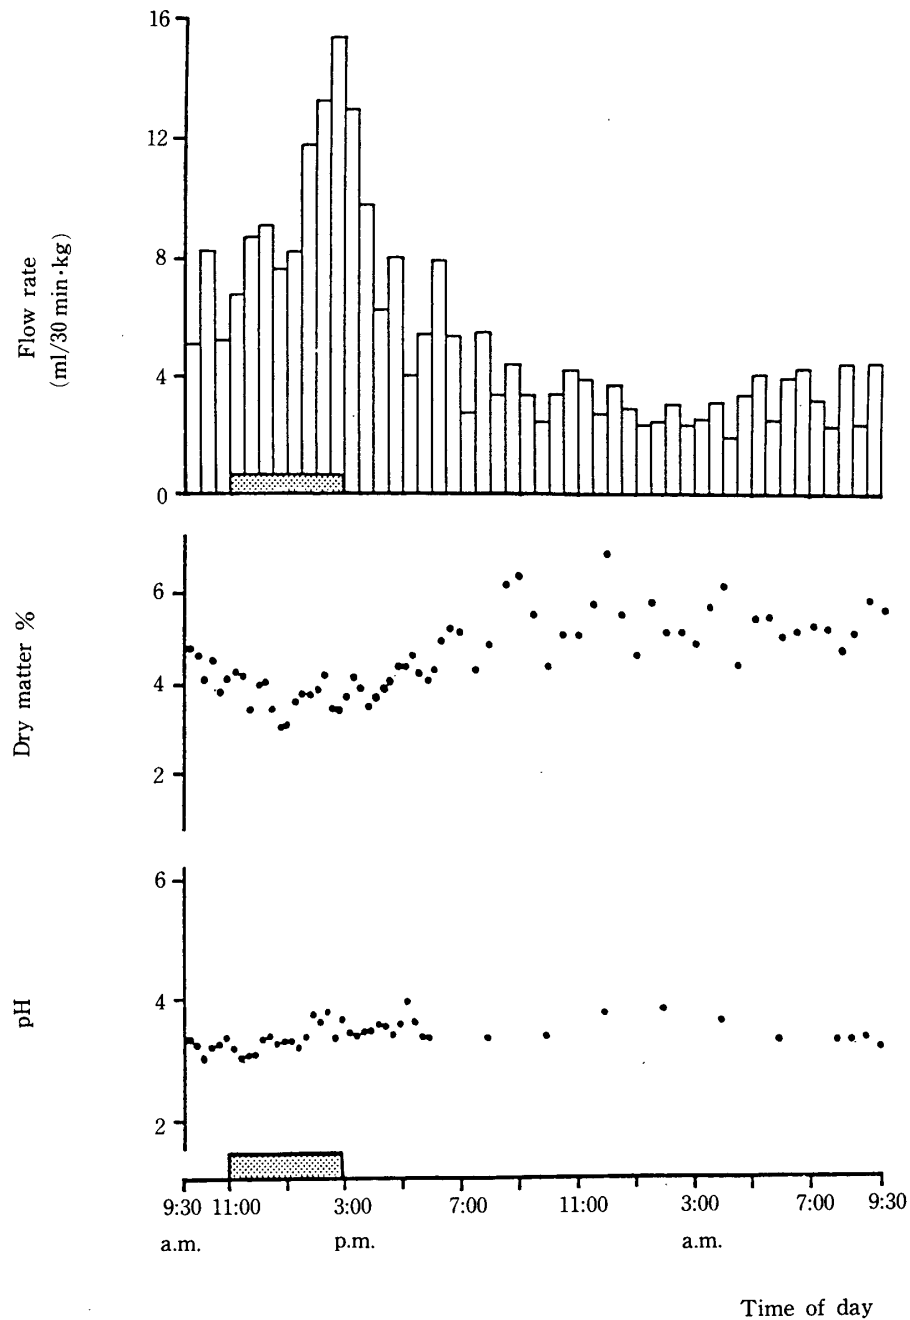 16
12
8
4
0
Flow rate
(ml/30 min·kg)
6
4
2
Dry matter %
6
4
2
pH
9:30 11:00 3:00 7:00 11:00 3:00 7:00 9:30
a.m. p.m. a.m.
Time of day